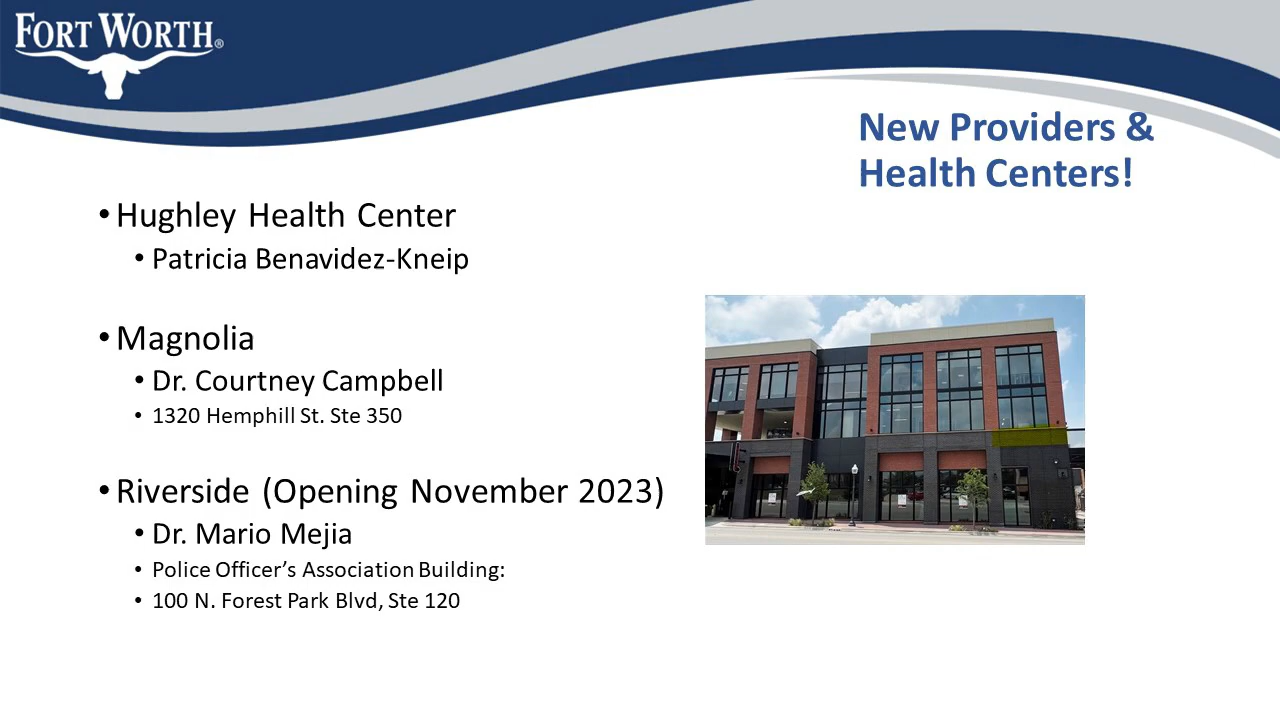 FORT WORTH®
New Providers &
Health Centers!
• Hughley Health Center
• Patricia Benavidez-Kneip
• Magnolia
• Dr. Courtney Campbell
• 1320 Hemphill St. Ste 350
• Riverside (Opening November 2023)
• Dr. Mario Mejia
• Police Officer’s Association Building:
• 100 N. Forest Park Blvd, Ste 120